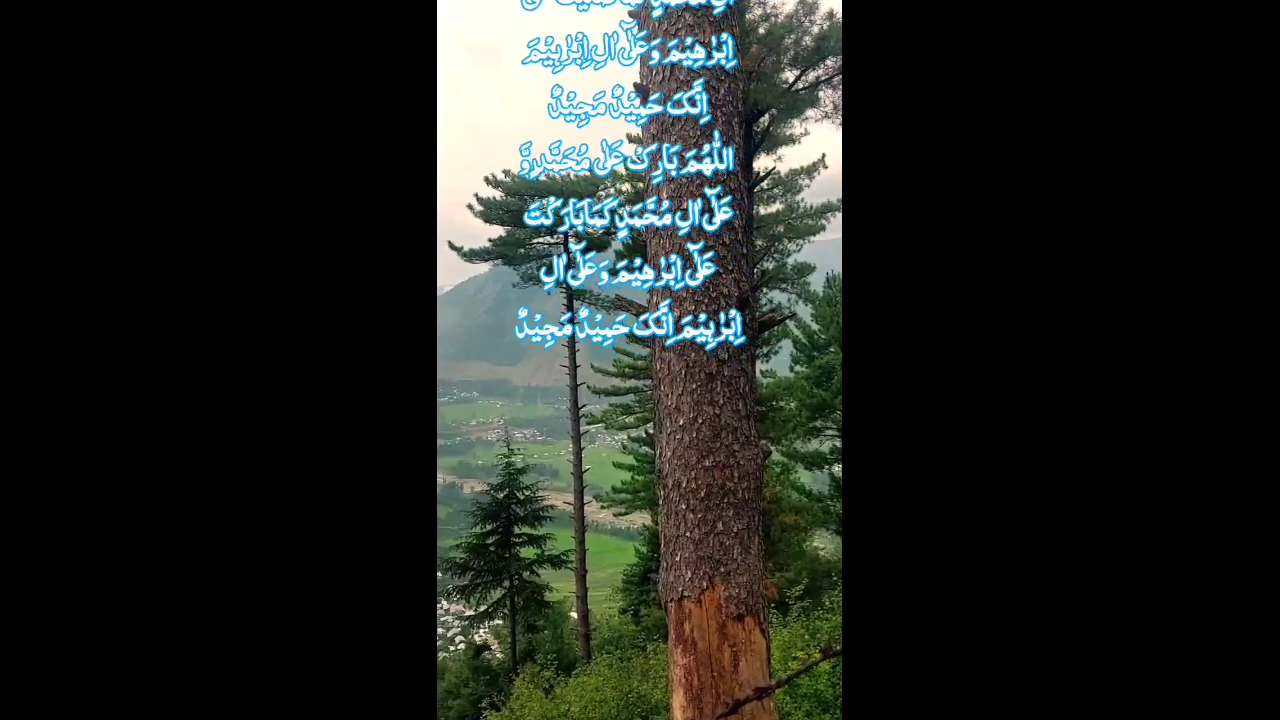 اٰلِ مُحَمَّدٍ کَمَا صَلَّیْتَ عَلٰٓی
اِبْرٰھِیْمَ وَعَلٰٓی اٰلِ اِبْرٰہِیْمَ
اِنَّکَ حَمِیْدٌ مَجِیْدٌ
اَللّٰھُمَ بَارِکْ عَلٰی مُحَمَّدٍ وَّ
عَلٰٓی اٰلِ مُحَمَّدٍ کَمَا بَارَکْتَ
عَلٰٓی اِبْرٰھِیْمَ وَعَلٰٓی اٰلِ
اِبْرٰہِیْمَ اِنَّکَ حَمِیْدٌ مَجِیْدٌ